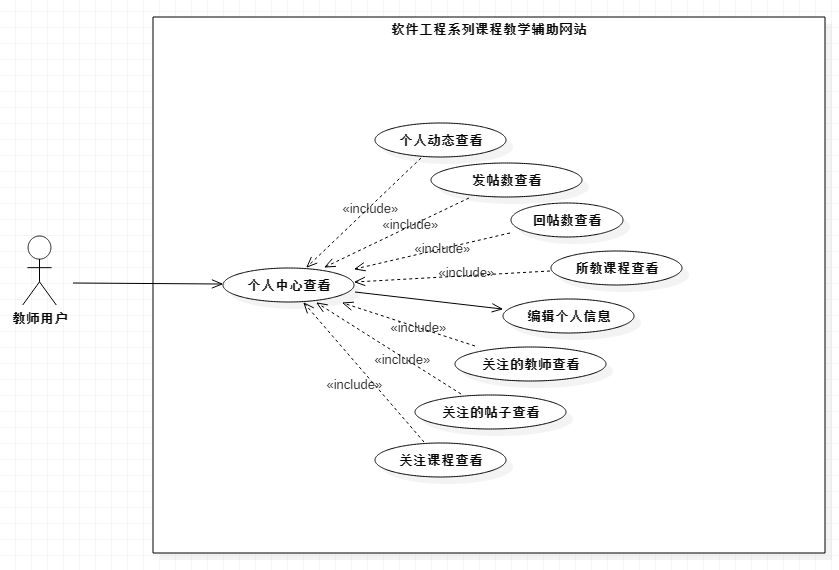 软件工程系列课程教学辅助网站
个人动态查看
发帖数查看
«include»
«include»
回帖数查看
«include»
所教课程查看
«include»
个人中心查看
教师用户
编辑个人信息
«include»
关注的教师查看
«include»
«include»
关注的帖子查看
关注课程查看